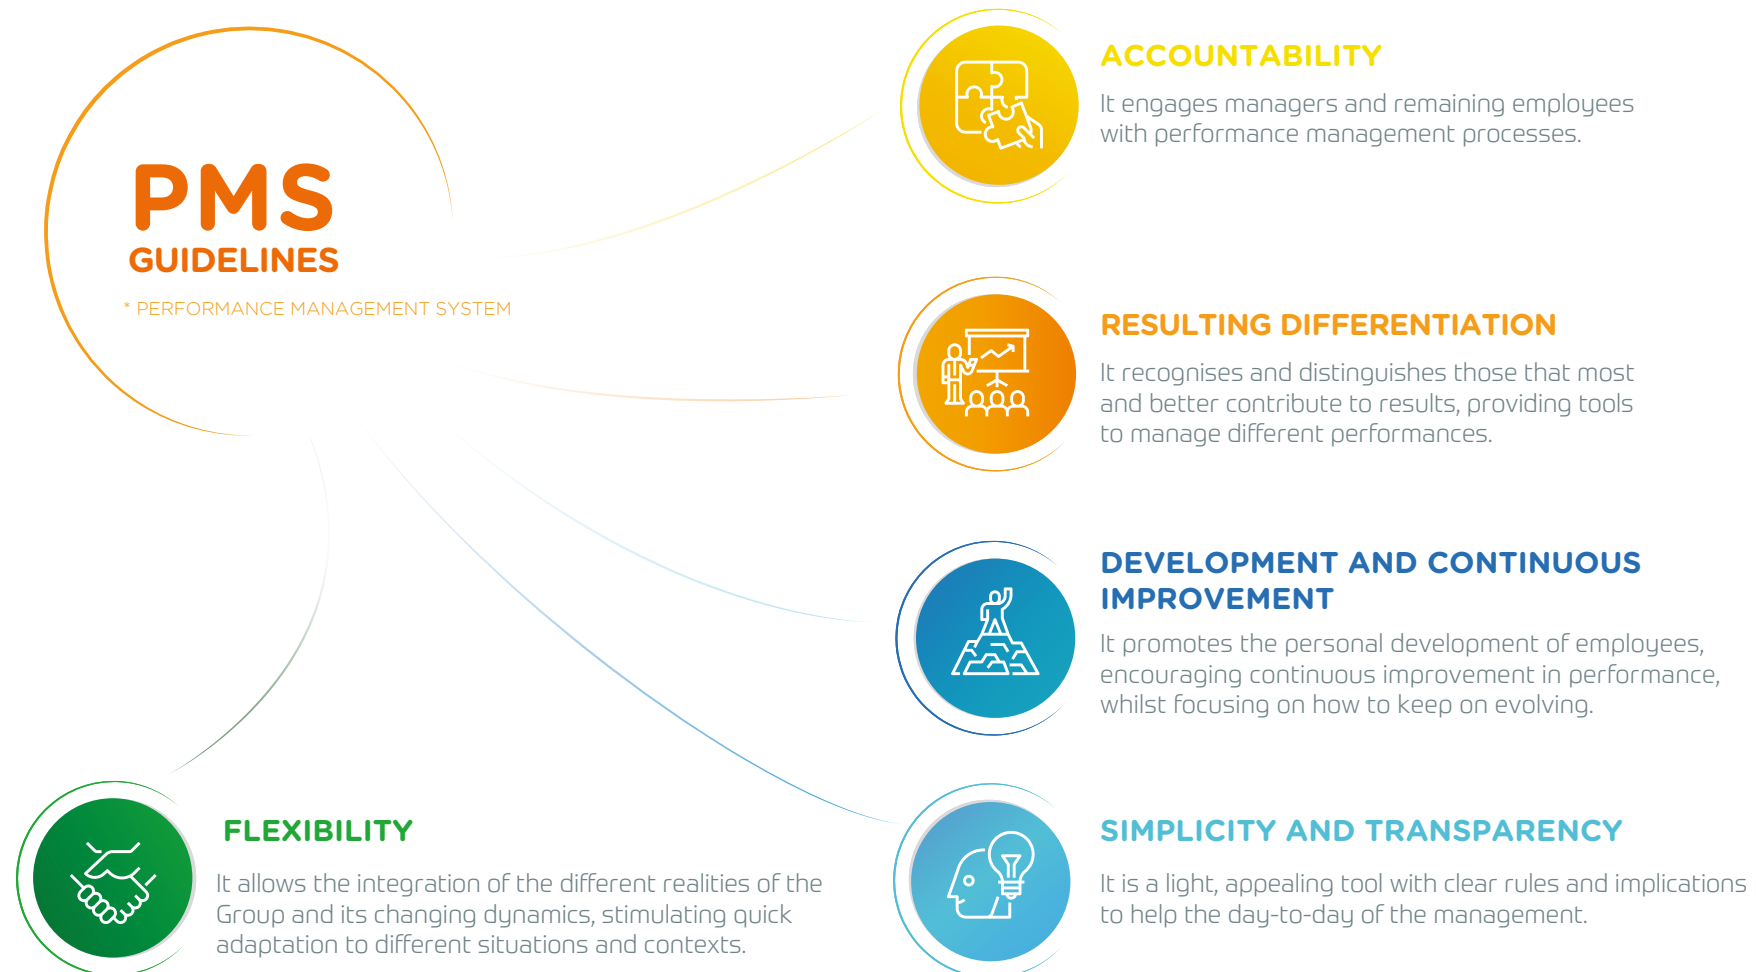 PMS
GUIDELINES
* PERFORMANCE MANAGEMENT SYSTEM
ACCOUNTABILITY
It engages managers and remaining employees
with performance management processes.
RESULTING DIFFERENTIATION
It recognises and distinguishes those that most
and better contribute to results, providing tools
to manage different performances.
DEVELOPMENT AND CONTINUOUS
IMPROVEMENT
It promotes the personal development of employees,
encouraging continuous improvement in performance,
whilst focusing on how to keep on evolving.
SIMPLICITY AND TRANSPARENCY
It is a light, appealing tool with clear rules and implications
to help the day-to-day of the management.
FLEXIBILITY
It allows the integration of the different realities of the
Group and its changing dynamics, stimulating quick
adaptation to different situations and contexts.